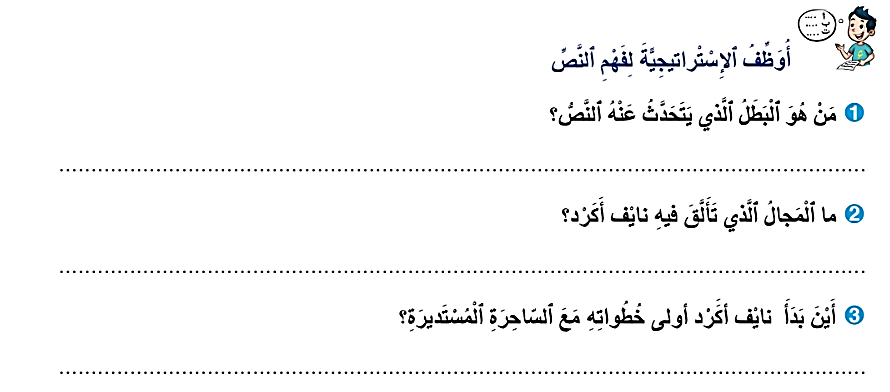 أُوَظِّفُ ٱلإِسْتْراتيجِيَّةَ لِفَهْمِ ٱلنَّصِّ
1 مَنْ هُوَ ٱلْبَطَلُ ٱلَّذي يَتَحَدَّثُ عَنْهُ ٱلنَّصُّ؟
2 ما ٱلْمَجالُ ٱلَّذي تَأَلَّقَ فيهِ نايْف أَكَرْد؟
3 أَيْنَ بَدَأَ نايْف أكَرْد أولى خُطُواتِهِ مَعَ ٱلسّاحِرَةِ ٱلْمُسْتَديرَةِ؟